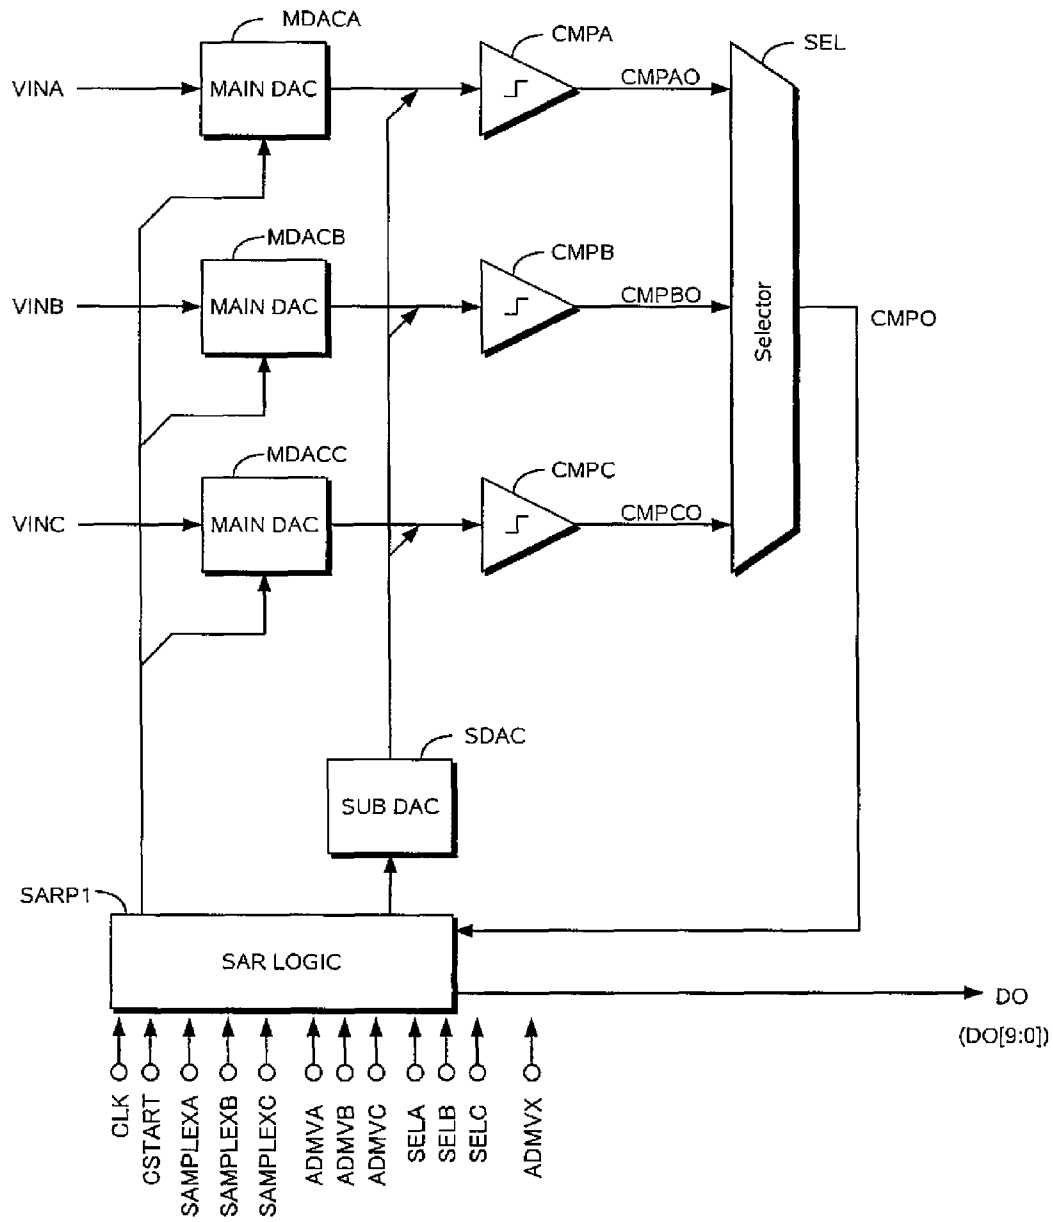 MDACA
CMPA
SEL
VINA
MAIN DAC
CMPAO
MDACB
CMPB
VINB
MAIN DAC
CMPBO
Selector
CMPO
MDACC
CMPC
VINC
MAIN DAC
CMPCO
SDAC
SUB DAC
SARP1
SAR LOGIC
DO
(DO[9:0])
CLK
CSTART
SAMPLEXA
SAMPLEXB
SAMPLEXC
ADMVA
ADMVB
ADMVC
SELA
SELB
SELC
ADMVX